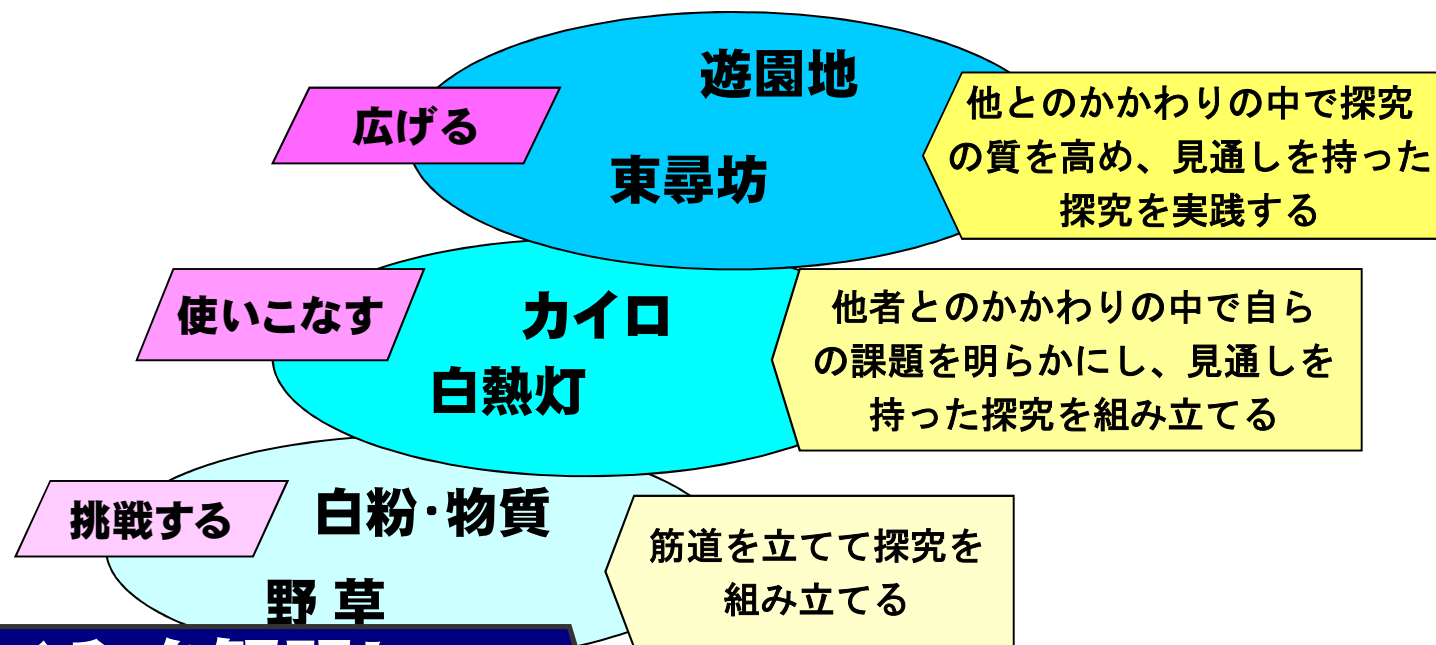 遊園地
広げる
東尋坊
他とのかかわりの中で探究
の質を高め、見通しを持った
探究を実践する
使いこなす
カイロ
白熱灯
他者とのかかわりの中で自ら
の課題を明らかにし、見通しを
持った探究を組み立てる
挑戦する
白粉・物質
野 草
筋道を立てて探究を
組み立てる